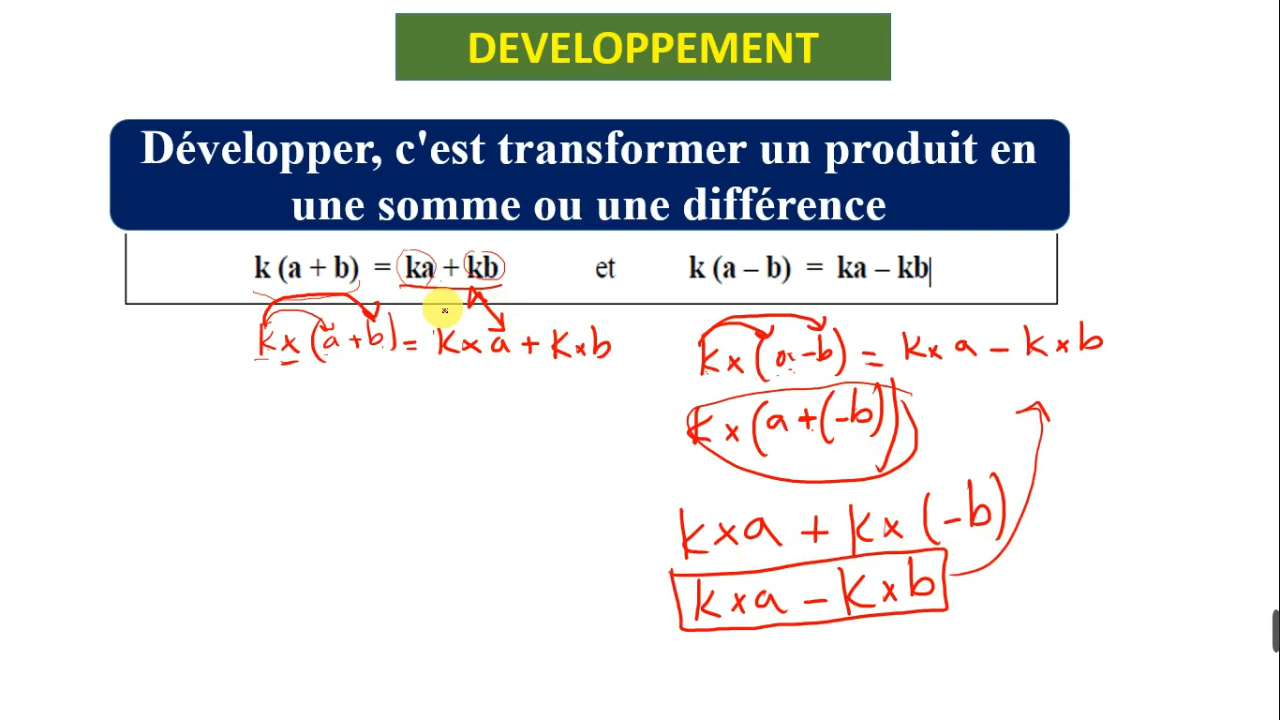 DEVELOPPEMENT
Développer, c'est transformer un produit en
une somme ou une différence
k (a + b) = ka + kb et k (a – b) = ka – kb
k x (a + b) = k x a + k x b
k x (a - b) = k x a - k x b
k x (a + (-b))
k x a + k x (-b)
k x a - k x b